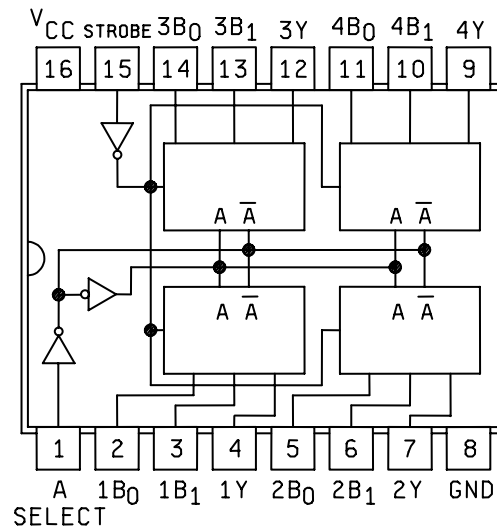 VCC STROBE 3B0 3B1 3Y 4B0 4B1 4Y
16 15 14 13 12 11 10 9
A A̅ A A̅
A A̅ A A̅
1 2 3 4 5 6 7 8
A 1B0 1B1 1Y 2B0 2B1 2Y GND
SELECT